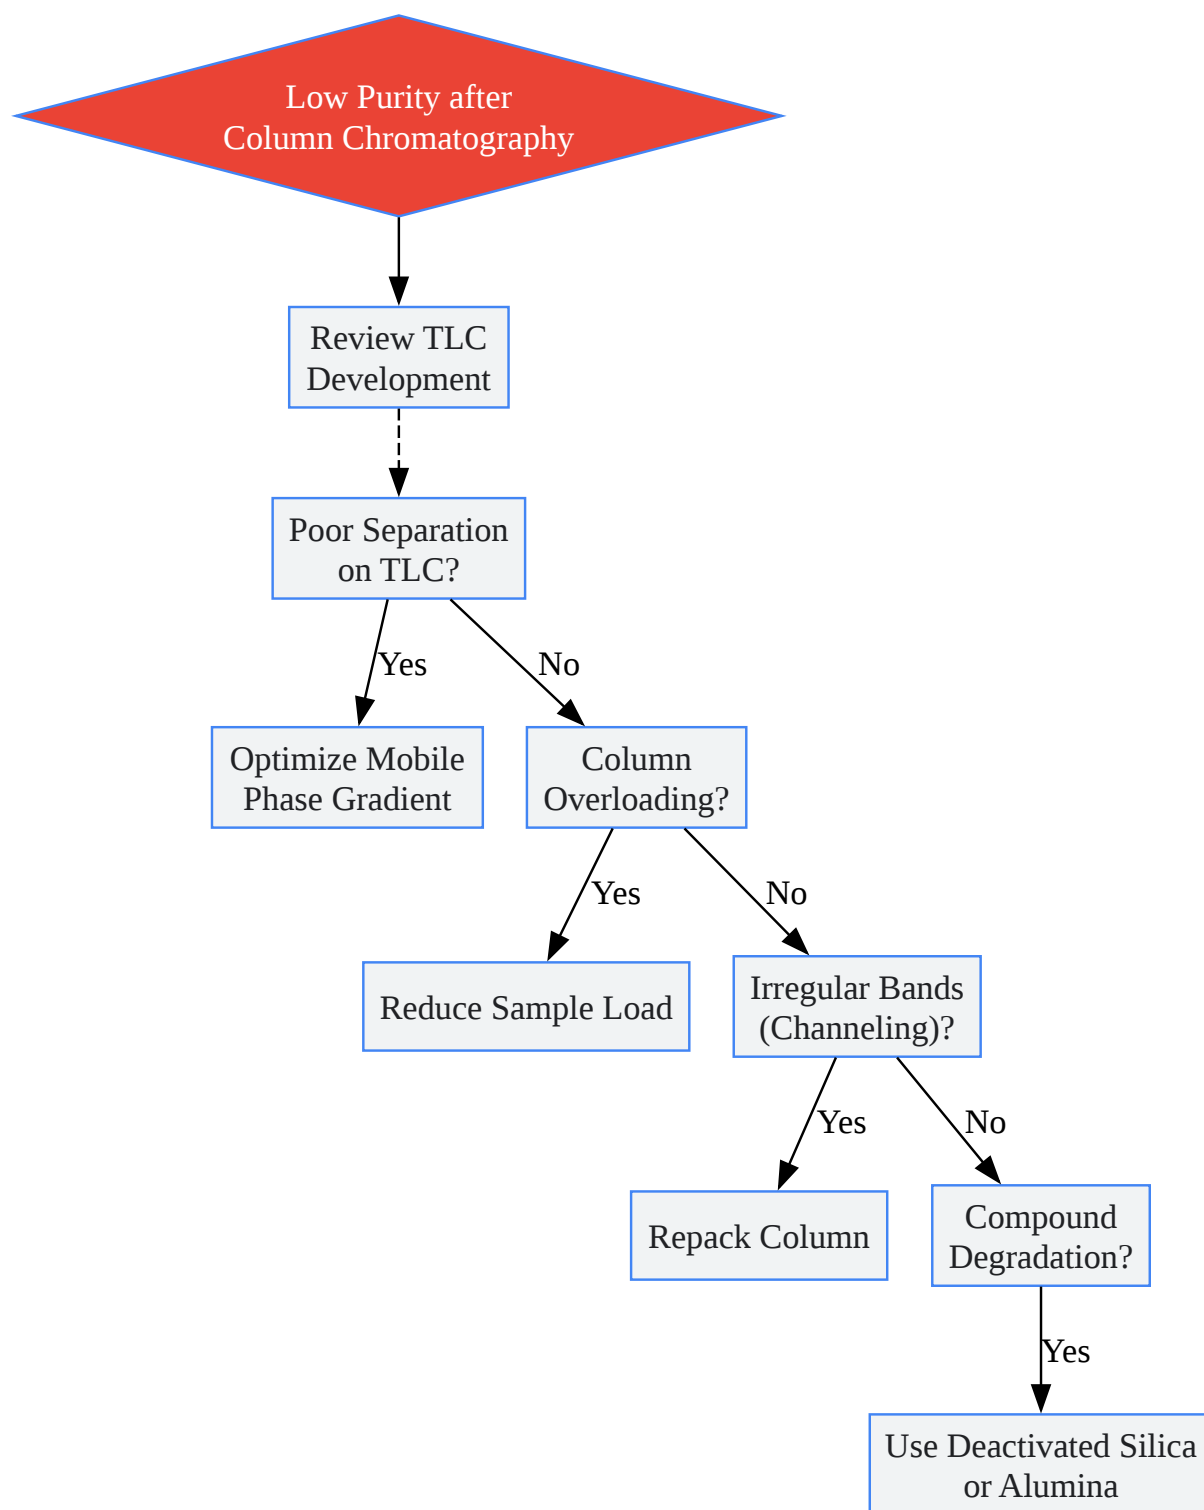 Low Purity after
Column Chromatography
Review TLC
Development
Poor Separation
on TLC?
Yes
No
Optimize Mobile
Phase Gradient
Column
Overloading?
Yes
No
Reduce Sample Load
Irregular Bands
(Channeling)?
Yes
No
Repack Column
Compound
Degradation?
Yes
Use Deactivated Silica
or Alumina